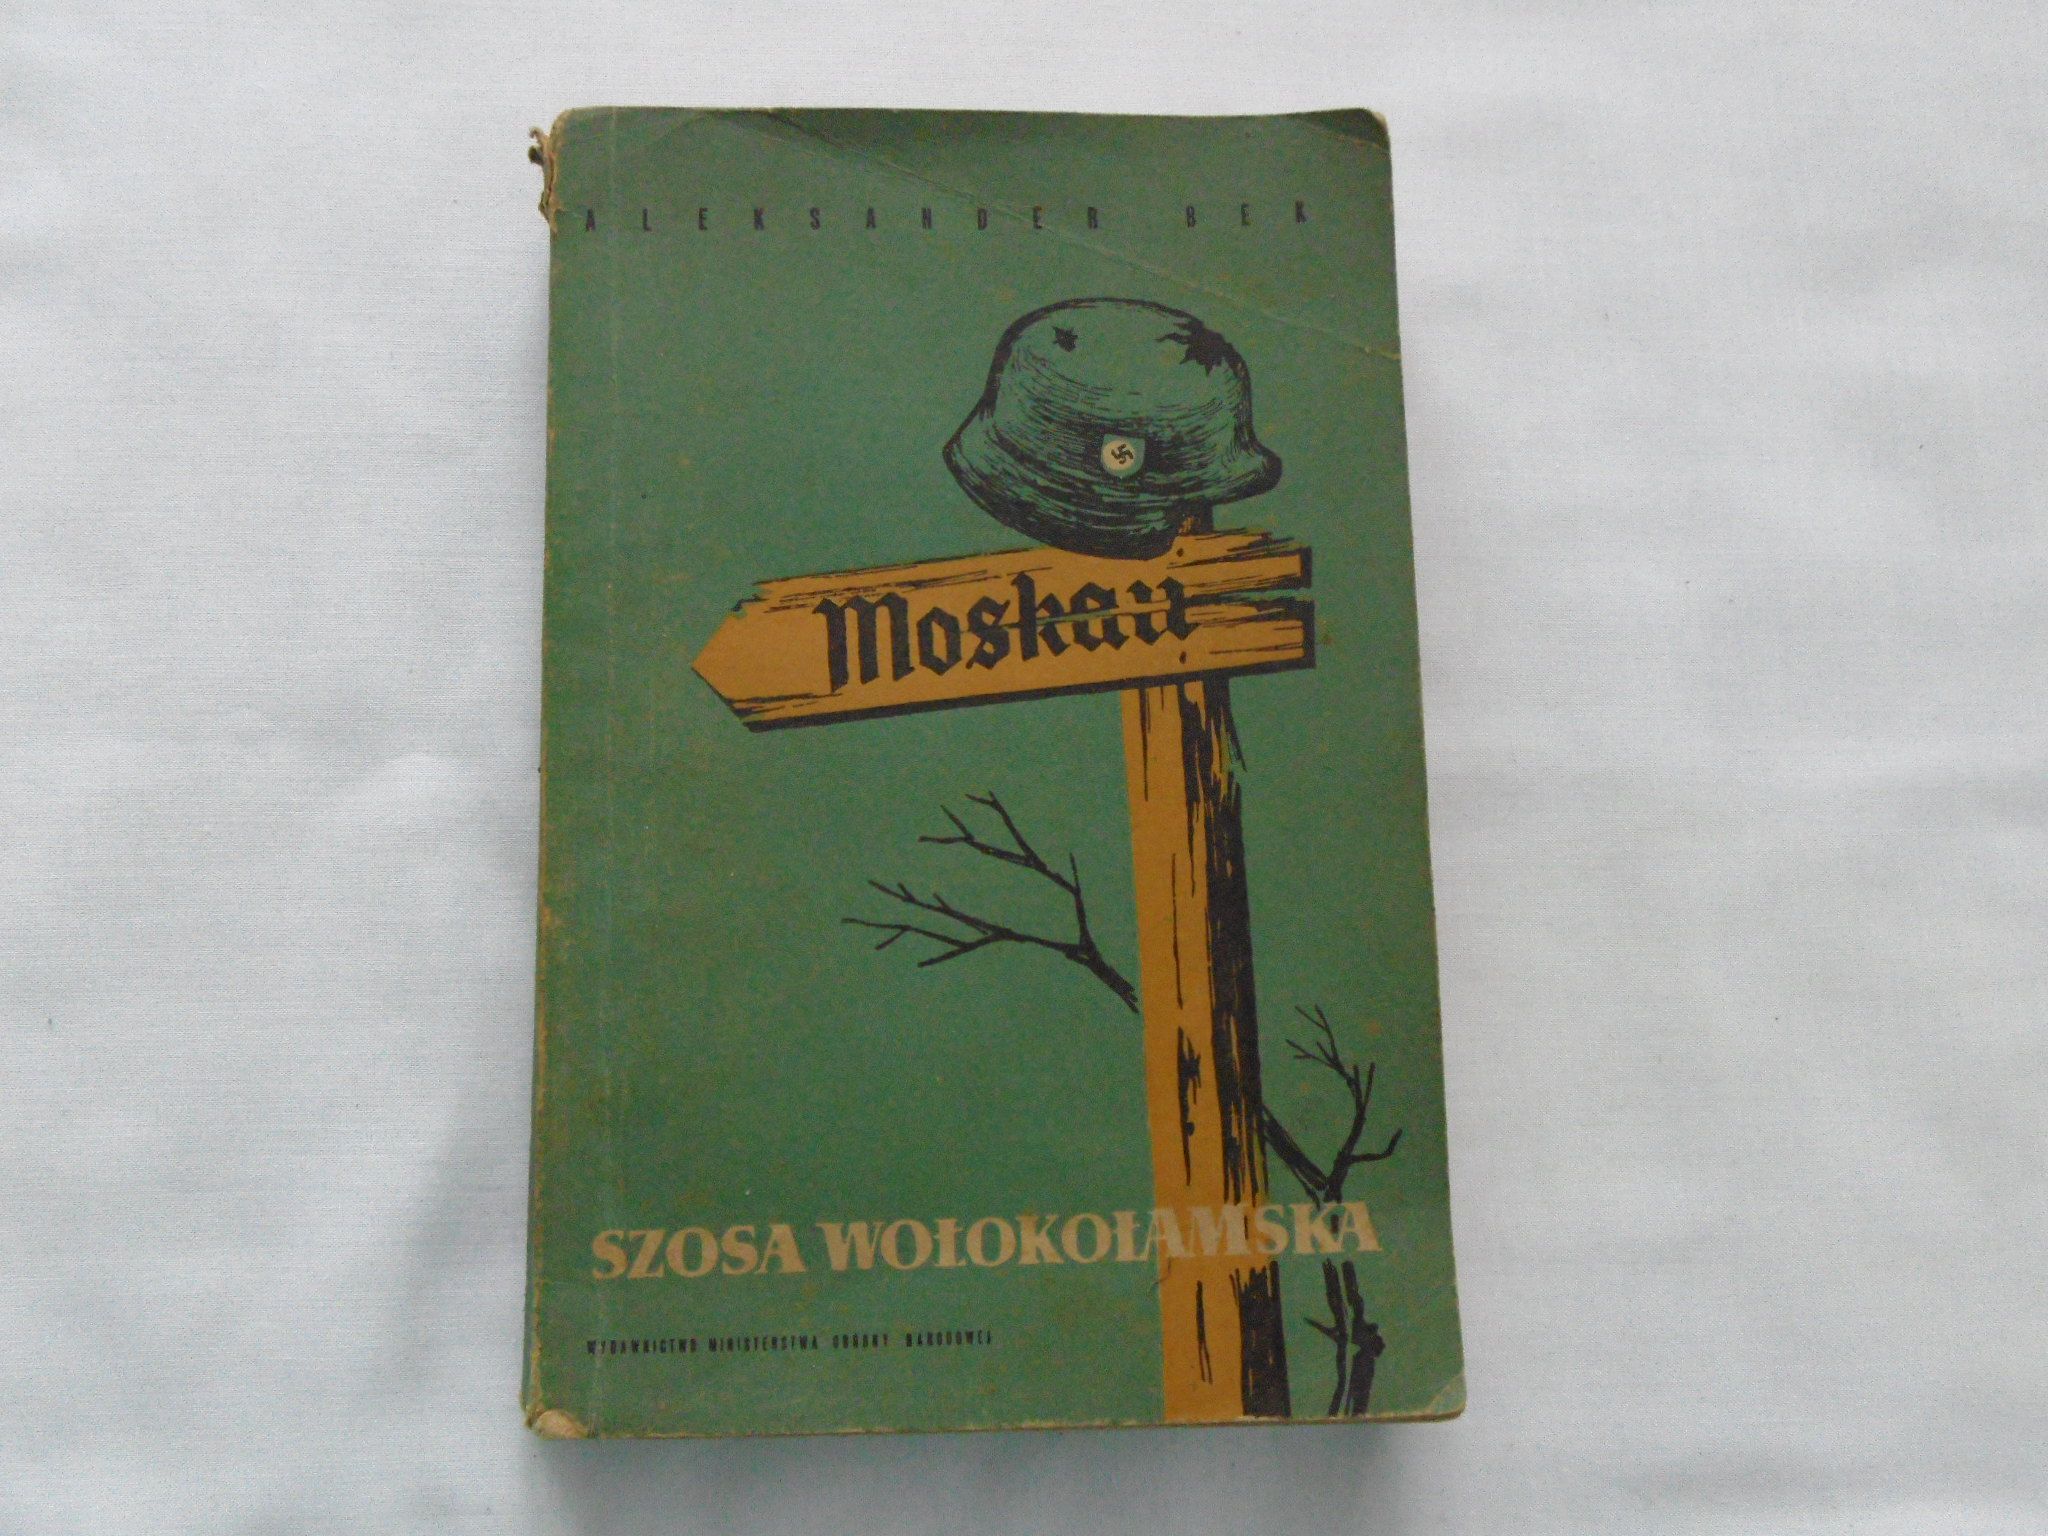 ALEKSANDER BEK
Moskau
SZOSA WOŁOKOŁAMSKA
WYDAWNICTWO MINISTERSTWA OBRONY NARODOWEJ